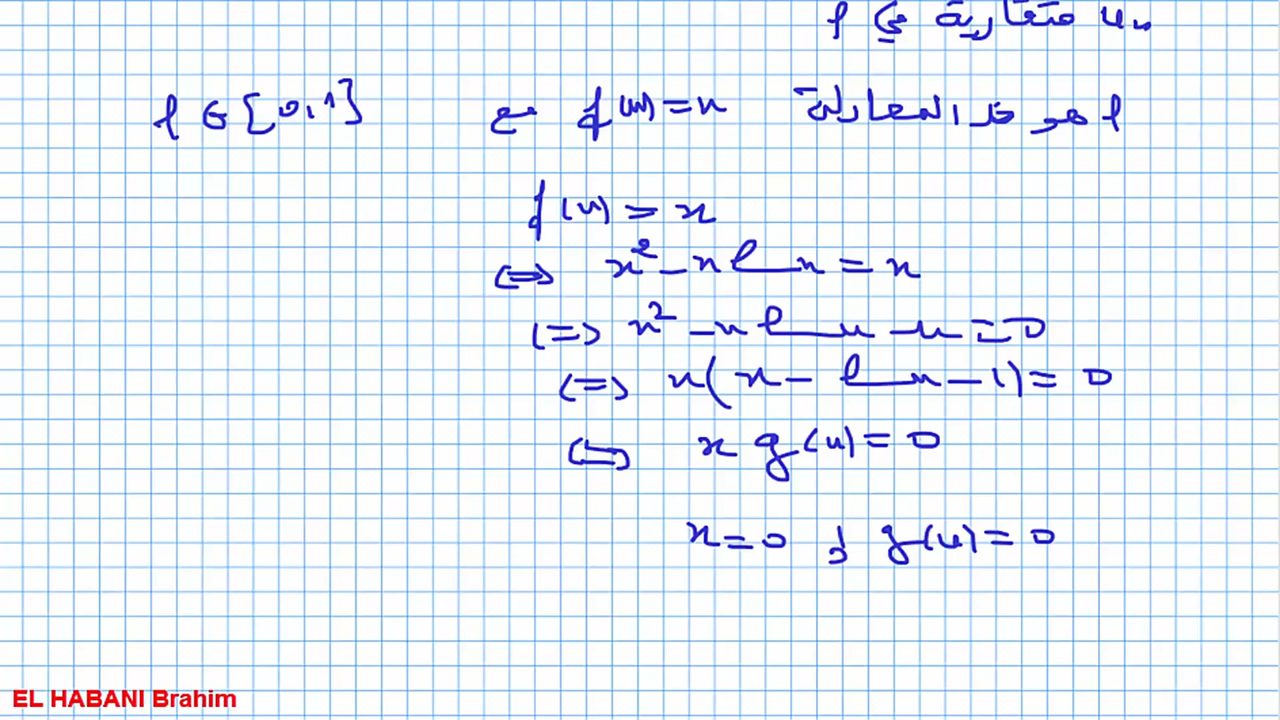 uₙ متقاربة في l
l هو حل المعادلة f(x) = x مع l ∈ [0,1]
f(x) = x
⟺ x² - x ln x = x
⟺ x² - x ln x - x = 0
⟺ x(x - ln x - 1) = 0
⟺ x g(x) = 0
x = 0 أو g(x) = 0
EL HABANI Brahim